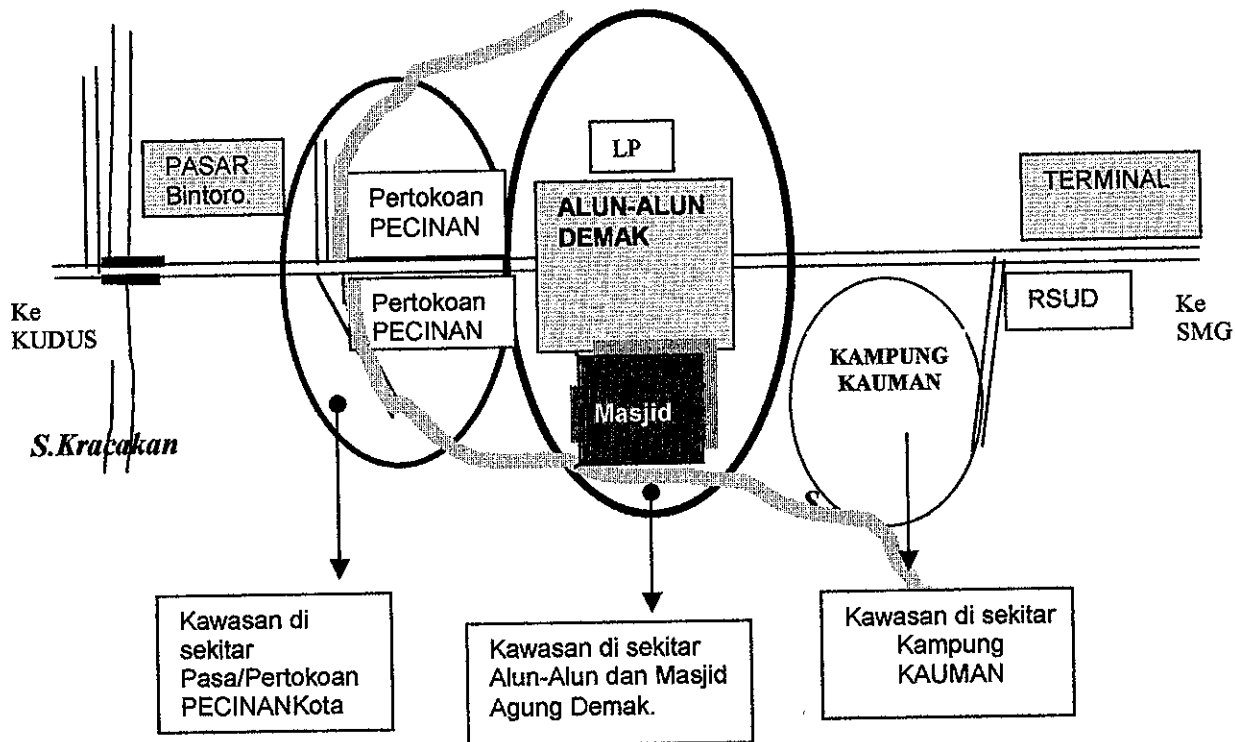 LP
PASAR
Bintoro
Pertokoan
PECINAN
ALUN-ALUN
DEMAK
TERMINAL
Ke
KUDUS
Pertokoan
PECINAN
RSUD
Ke
SMG
KAMPUNG
KAUMAN
Masjid
S.Kracakan
S
Kawasan di
sekitar
Pasa/Pertokoan
PECINANKota
Kawasan di sekitar
Alun-Alun dan Masjid
Agung Demak.
Kawasan di sekitar
Kampung
KAUMAN